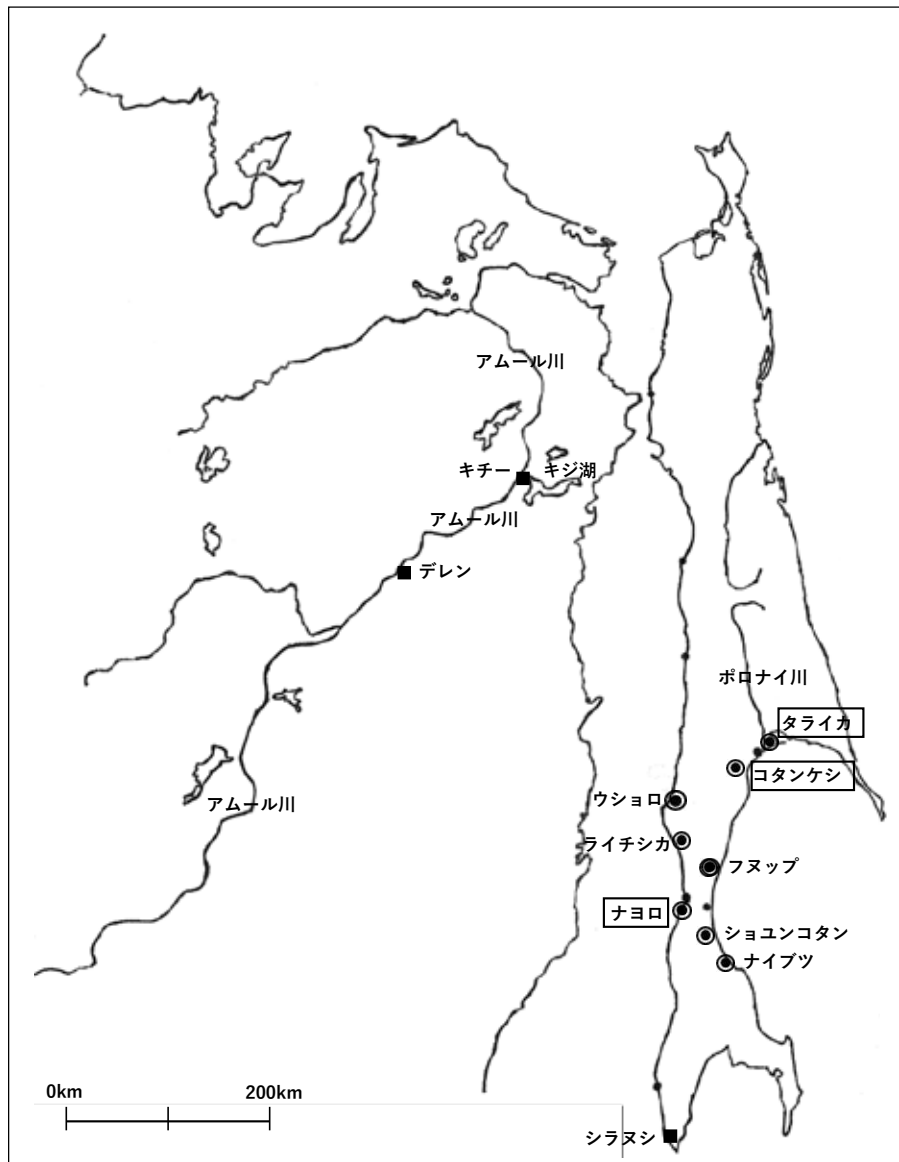 アムール川
キチー
キジ湖
アムール川
デレン
ポロナイ川
タライカ
コタンケシ
ウショロ
アムール川
ライチシカ
フヌップ
ナヨロ
ショユンコタン
ナイブツ
0km
200km
シラヌシ